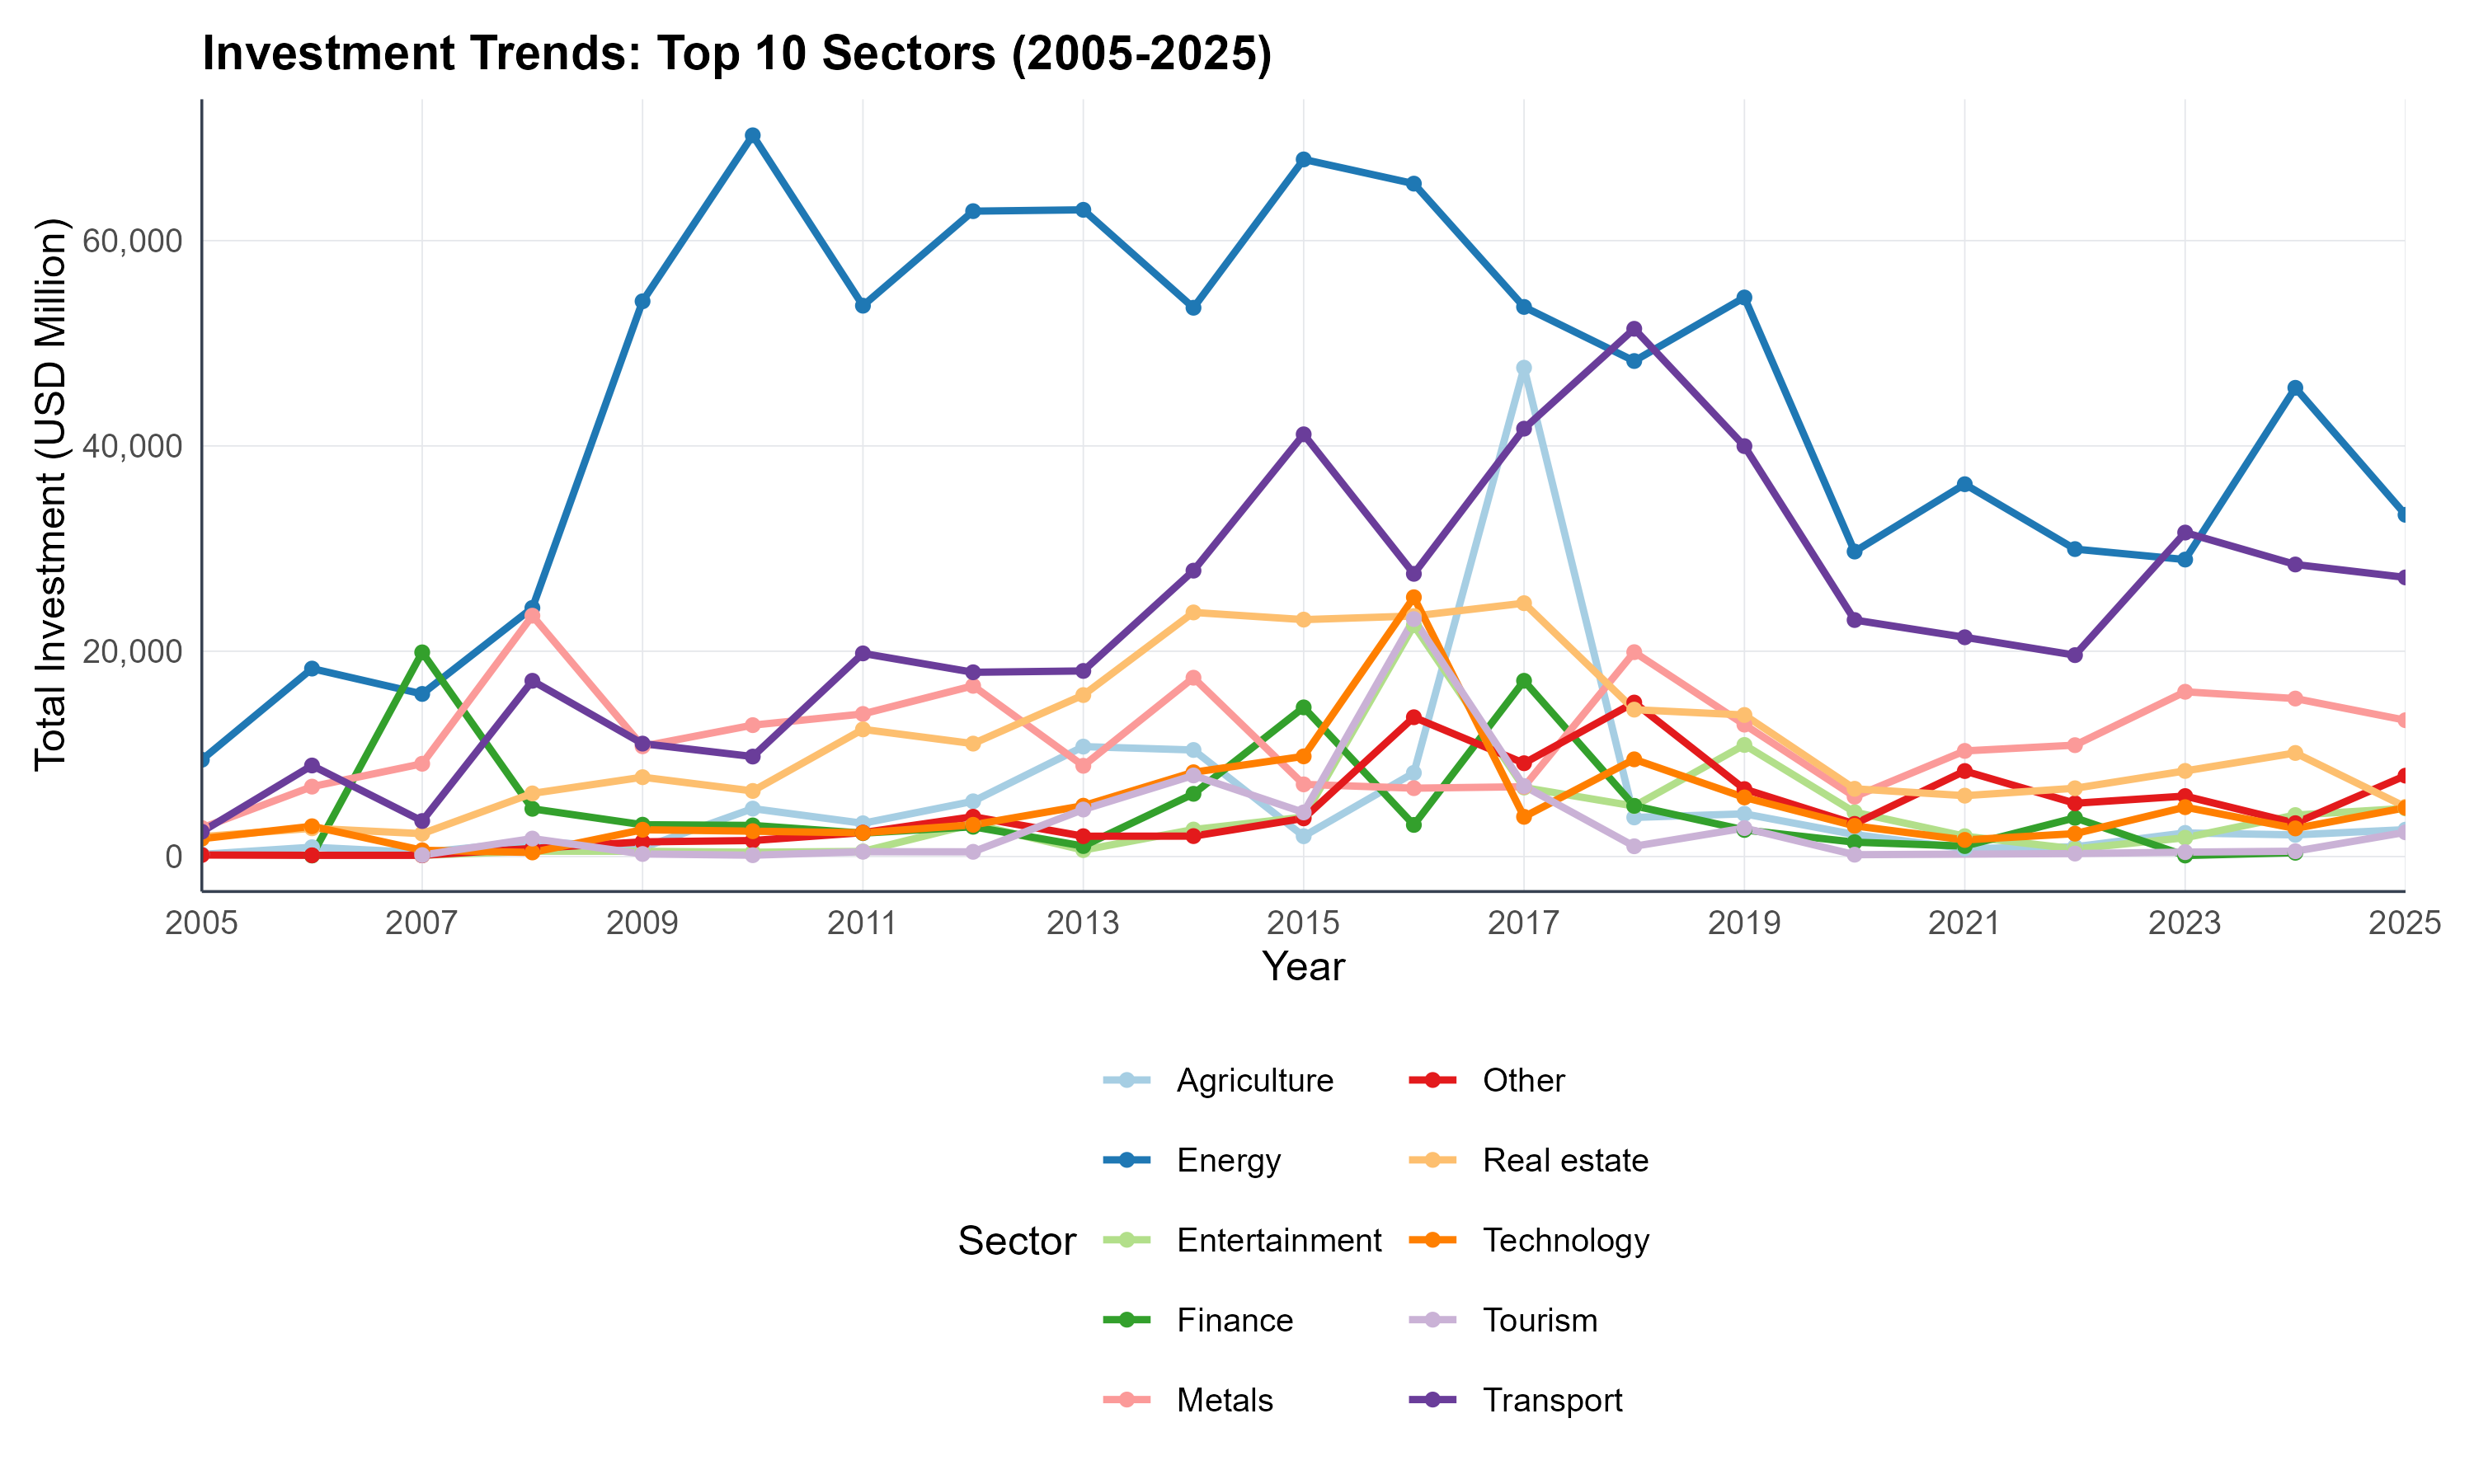 Investment Trends: Top 10 Sectors (2005-2025)
Total Investment (USD Million)
60,000
40,000
20,000
0
2005 2007 2009 2011 2013 2015 2017 2019 2021 2023 2025
Year
Sector
Agriculture
Energy
Entertainment
Finance
Metals
Other
Real estate
Technology
Tourism
Transport